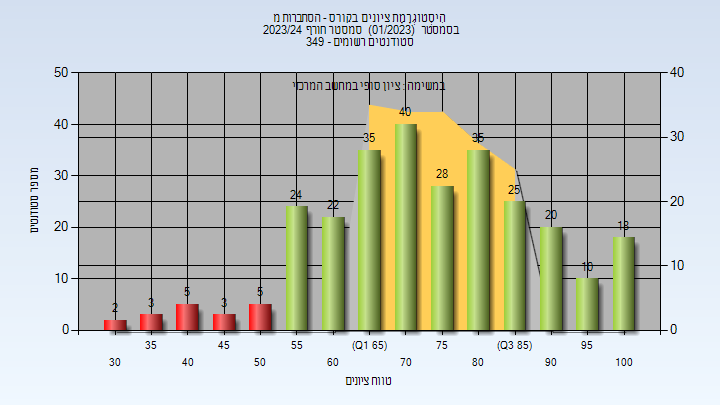 היסטוגרמת ציונים בקורס - הסתברות מ
בסמסטר (01/2023) סמסטר חורף 2023/24
סטודנטים רשומים - 349
במשימה : ציון סופי במחשב המרכזי
50 40 30 20 10 0
40 30 20 10 0
מספר סטודנטים
2 3 5 3 5 24 22 35 40 28 35 25 20 10 18
35 45 55 (Q1 65) 75 (Q3 85) 95
30 40 50 60 70 80 90 100
טווח ציונים